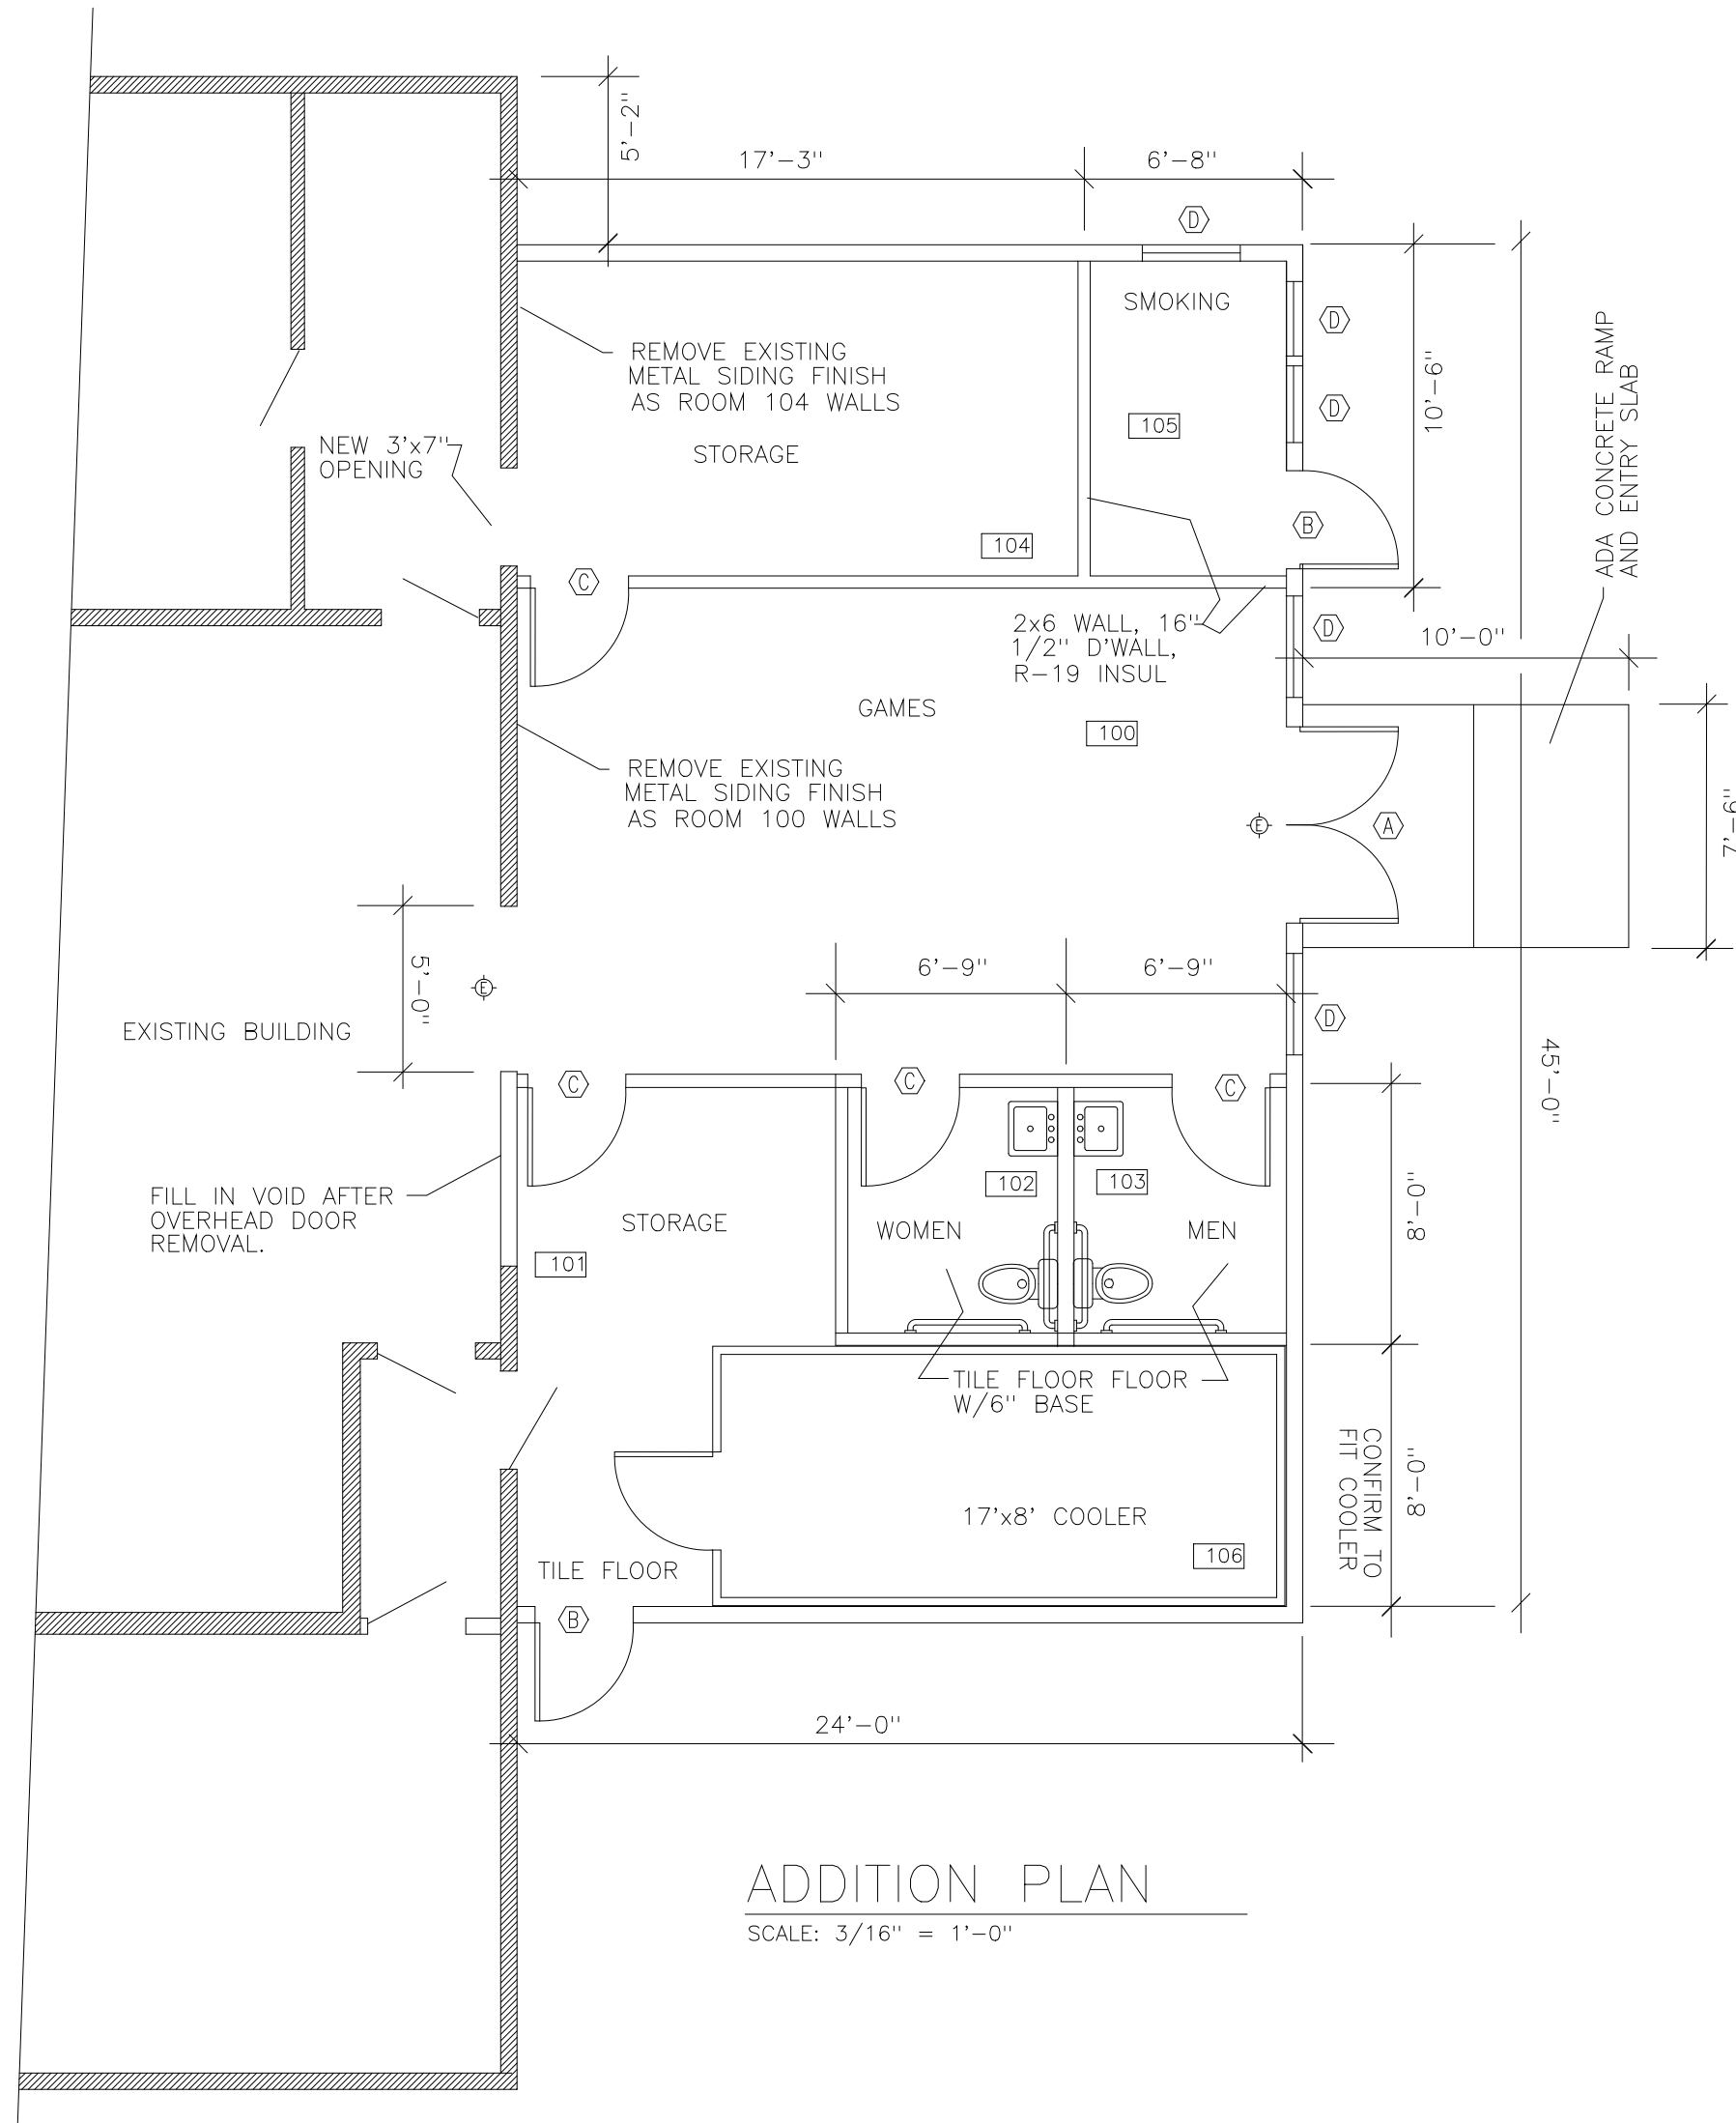 5'-2"
17'-3"
6'-8"
D
SMOKING
D
REMOVE EXISTING
METAL SIDING FINISH
AS ROOM 104 WALLS
D
10'-6"
ADA CONCRETE RAMP
AND ENTRY SLAB
105
NEW 3'x7"
OPENING
STORAGE
B
104
C
2x6 WALL, 16"
1/2" D'WALL,
R-19 INSUL
D
10'-0"
GAMES
100
REMOVE EXISTING
METAL SIDING FINISH
AS ROOM 100 WALLS
E
A
7'-6"
5'-0"
E
6'-9"
6'-9"
D
EXISTING BUILDING
45'-0"
C
C
C
102
103
FILL IN VOID AFTER
OVERHEAD DOOR
REMOVAL.
STORAGE
WOMEN
MEN
8'-0"
101
TILE FLOOR FLOOR
W/6" BASE
CONFIRM TO
FIT COOLER
8'-0"
17'x8' COOLER
106
TILE FLOOR
B
24'-0"
ADDITION PLAN
SCALE: 3/16" = 1'-0"